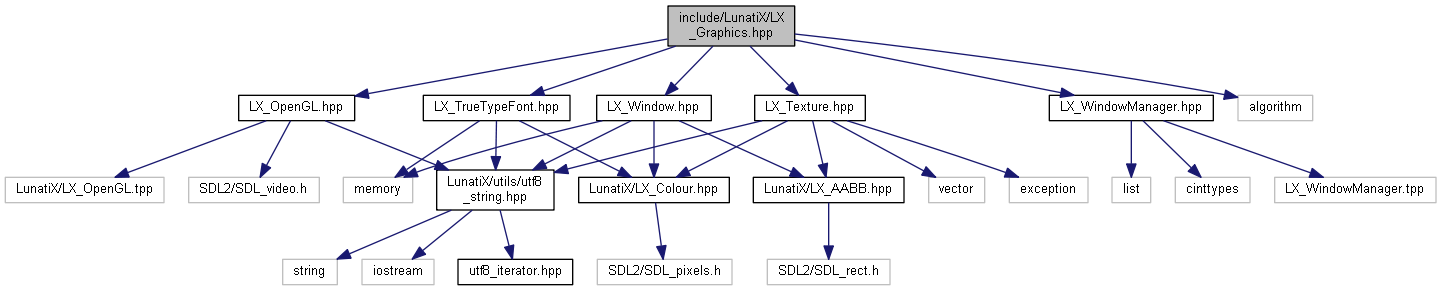 include/LunatiX/LX
_Graphics.hpp
LX_OpenGL.hpp
LX_TrueTypeFont.hpp
LX_Window.hpp
LX_Texture.hpp
LX_WindowManager.hpp
algorithm
LunatiX/LX_OpenGL.tpp
SDL2/SDL_video.h
memory
LunatiX/utils/utf8
_string.hpp
LunatiX/LX_Colour.hpp
LunatiX/LX_AABB.hpp
vector
exception
list
cinttypes
LX_WindowManager.tpp
string
iostream
utf8_iterator.hpp
SDL2/SDL_pixels.h
SDL2/SDL_rect.h